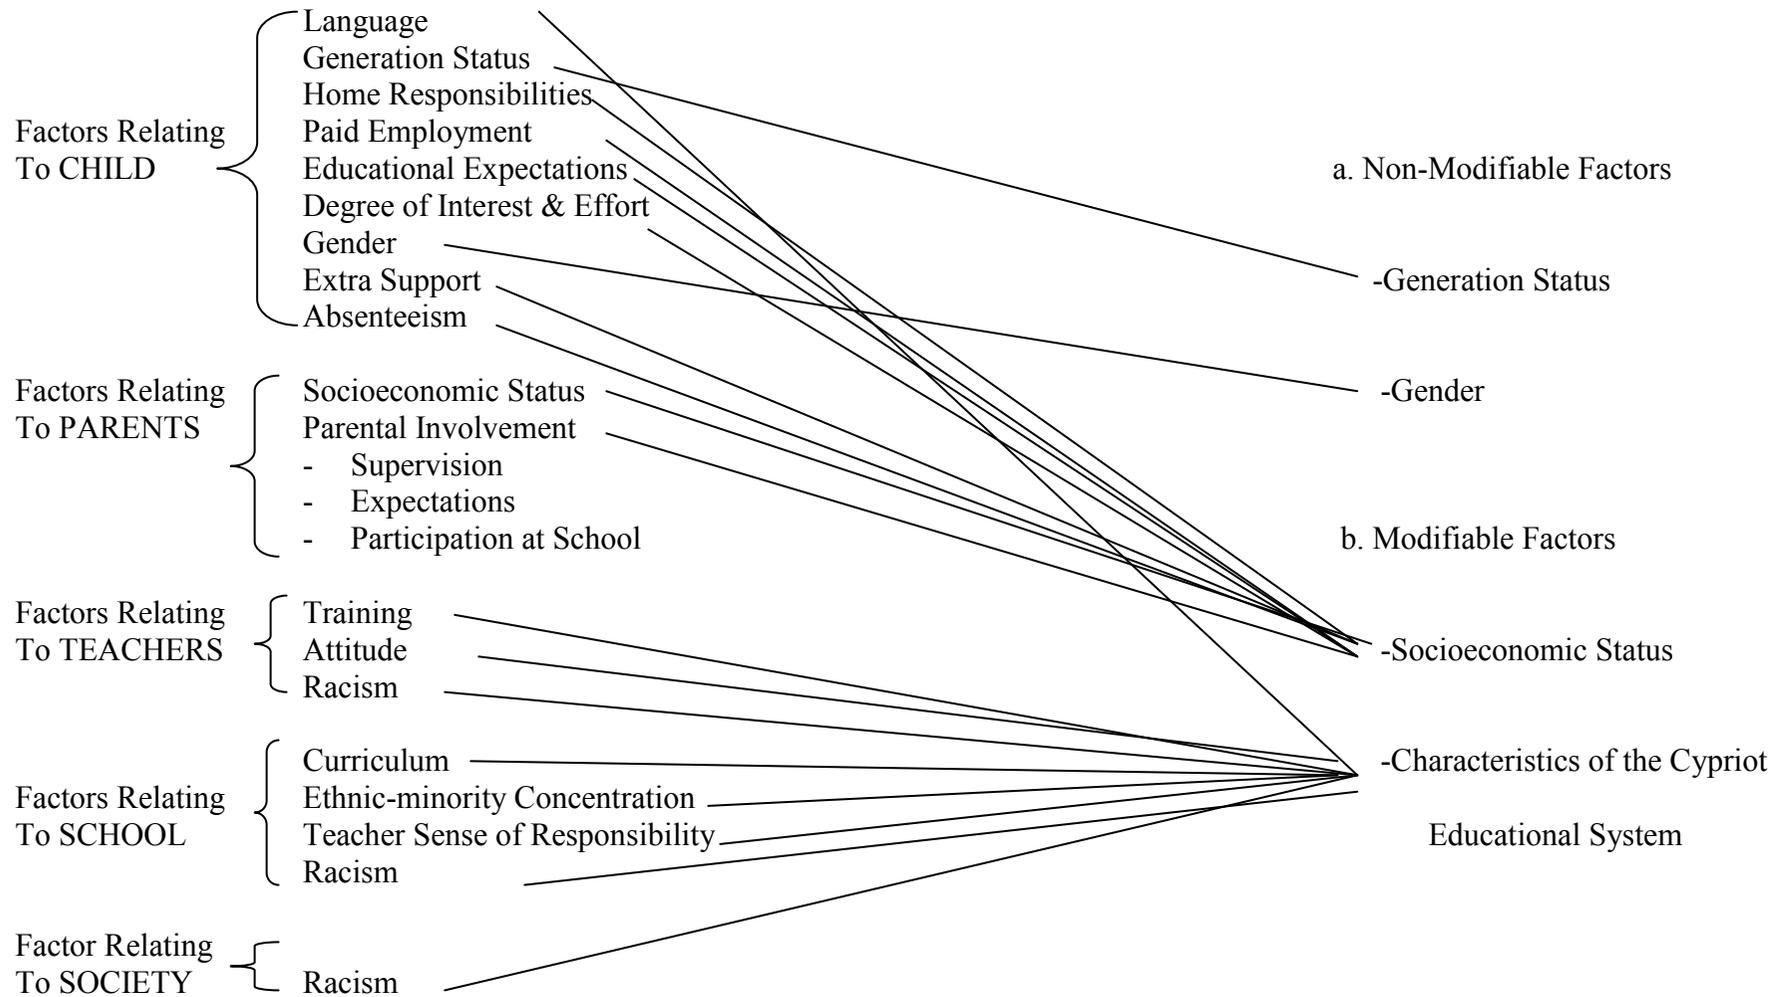 Language
Generation Status
Home Responsibilities
Factors Relating
To CHILD
Paid Employment
Educational Expectations
Degree of Interest & Effort
Gender
Extra Support
Absenteeism
Factors Relating
To PARENTS
Socioeconomic Status
Parental Involvement
- Supervision
- Expectations
- Participation at School
Factors Relating
To TEACHERS
Training
Attitude
Racism
Factors Relating
To SCHOOL
Curriculum
Ethnic-minority Concentration
Teacher Sense of Responsibility
Racism
Factor Relating
To SOCIETY
Racism
a. Non-Modifiable Factors
-Generation Status
-Gender
b. Modifiable Factors
-Socioeconomic Status
-Characteristics of the Cypriot
Educational System